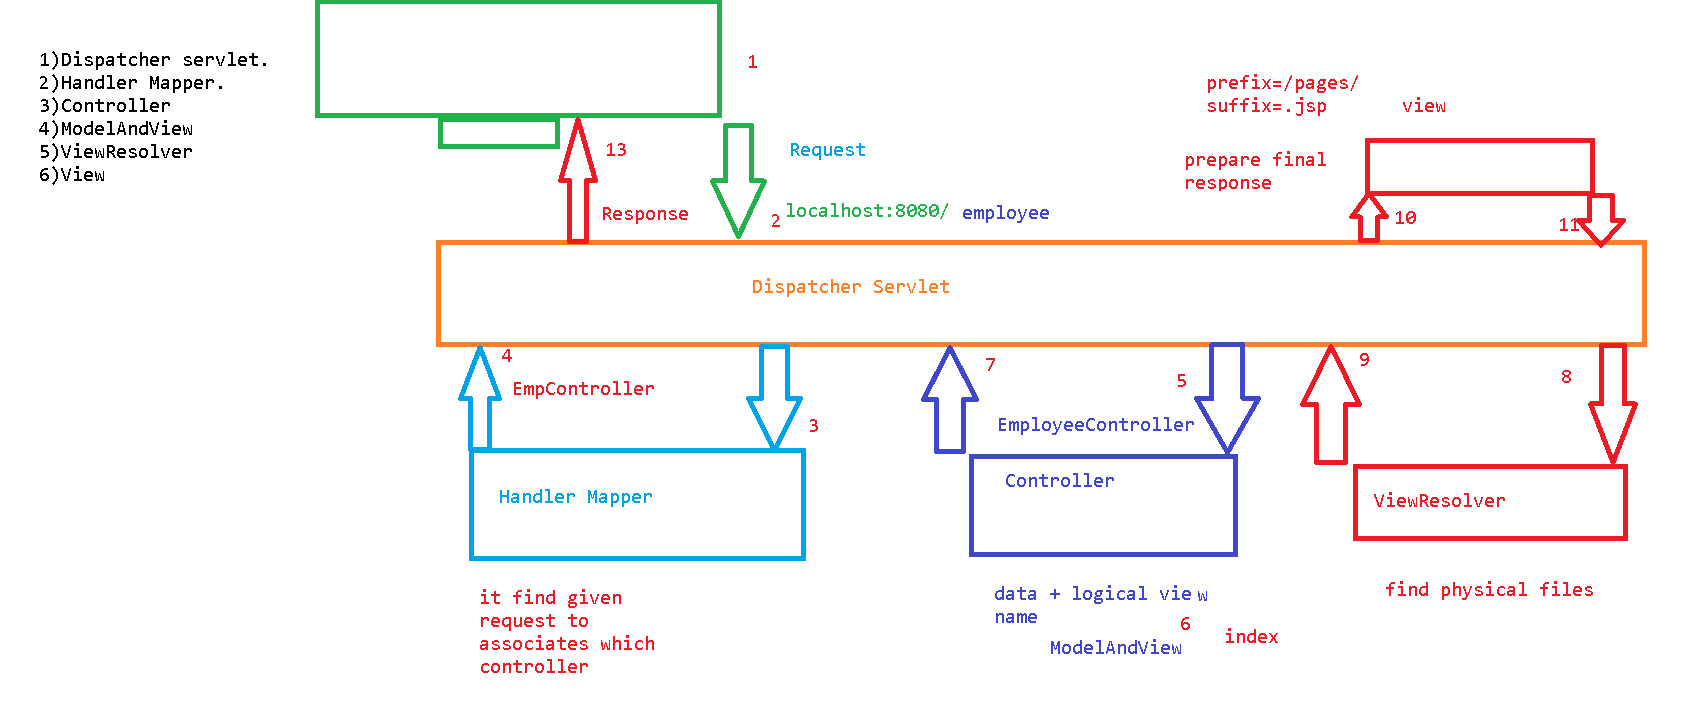 1)Dispatcher servlet.
2)Handler Mapper.
3)Controller
4)ModelAndView
5)ViewResolver
6)View
1
prefix=/pages/
suffix=.jsp
view
13
Request
prepare final
response
Response
2
localhost:8080/
employee
10
11
Dispatcher Servlet
4
EmpController
3
7
5
EmployeeController
9
8
Handler Mapper
Controller
ViewResolver
it find given
request to
associates which
controller
data + logical view
name
6
ModelAndView
index
find physical files